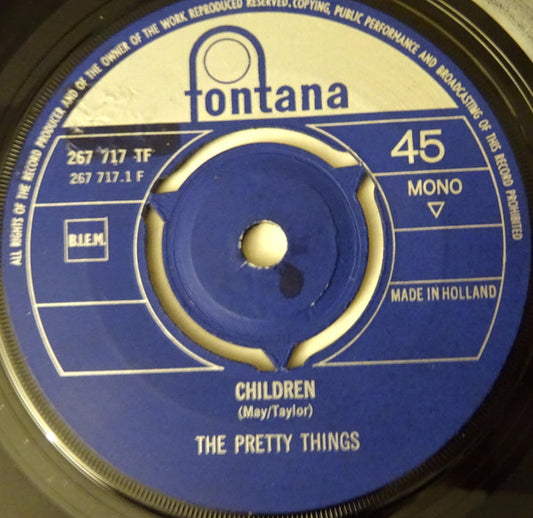 ALL RIGHTS OF THE RECORD PRODUCER AND OF THE OWNER OF THE WORK REPRODUCED RESERVED. COPYING, PUBLIC PERFORMANCE AND BROADCASTING OF THIS RECORD PROHIBITED
fontana
267 717 TF
267 717.1 F
45
MONO
B.I.E.M.
MADE IN HOLLAND
CHILDREN
(May/Taylor)
THE PRETTY THINGS